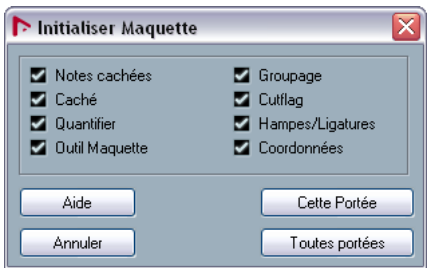 Initialiser Maquette
Notes cachées
Groupage
Caché
Cutflag
Quantifier
Hampes/Ligatures
Outil Maquette
Coordonnées
Aide
Cette Portée
Annuler
Toutes portées